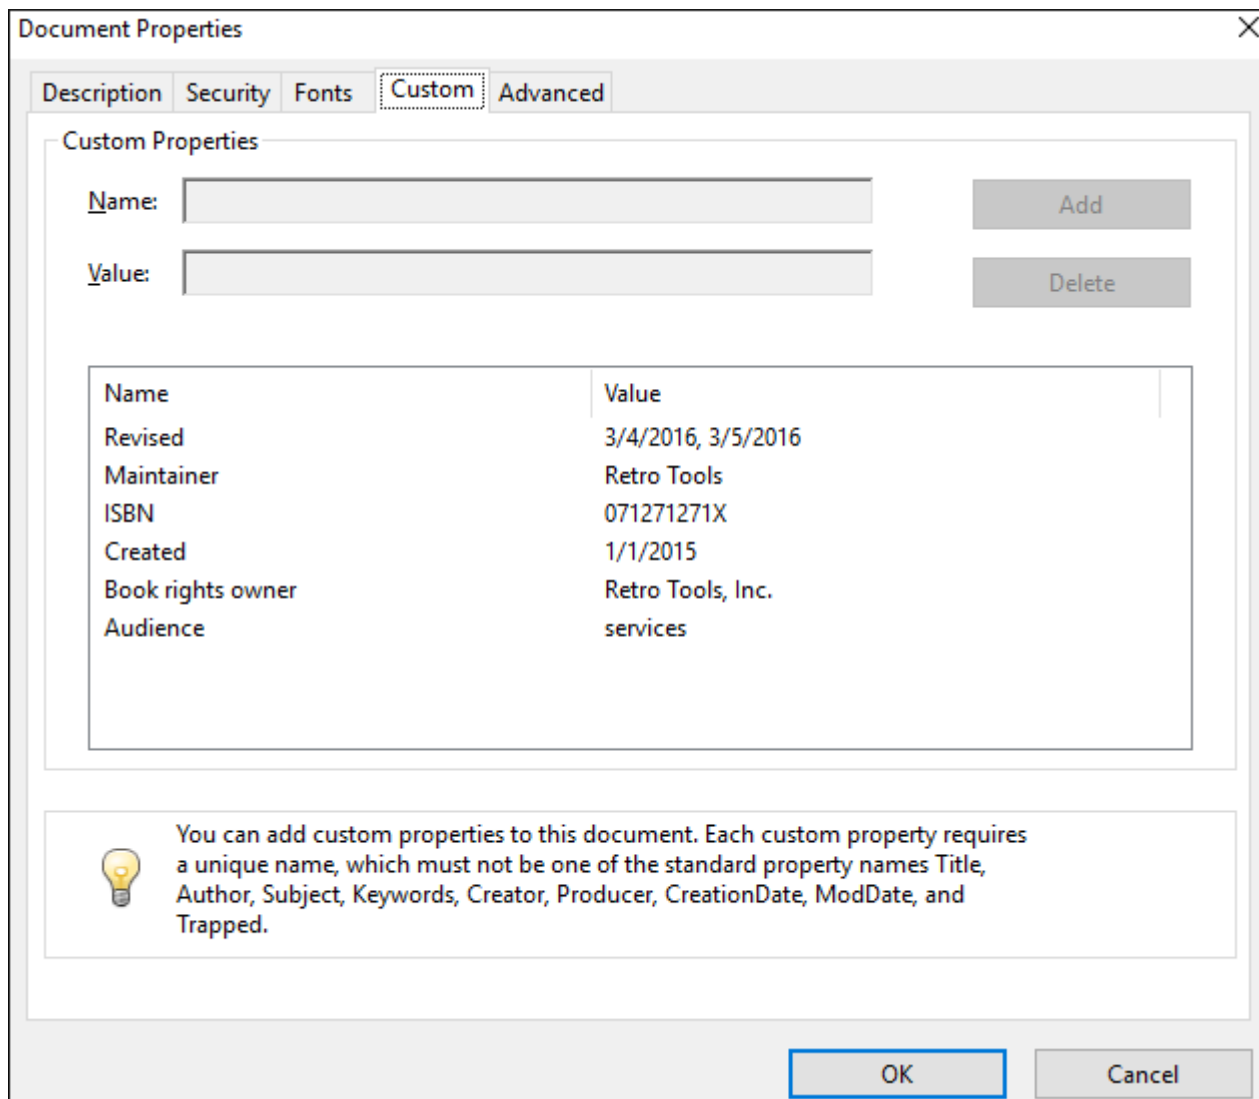 Document Properties
Description Security Fonts Custom Advanced
Custom Properties
Name:
Add
Value:
Delete
Name Value
Revised 3/4/2016, 3/5/2016
Maintainer Retro Tools
ISBN 071271271X
Created 1/1/2015
Book rights owner Retro Tools, Inc.
Audience services
You can add custom properties to this document. Each custom property requires
a unique name, which must not be one of the standard property names Title,
Author, Subject, Keywords, Creator, Producer, CreationDate, ModDate, and
Trapped.
OK Cancel